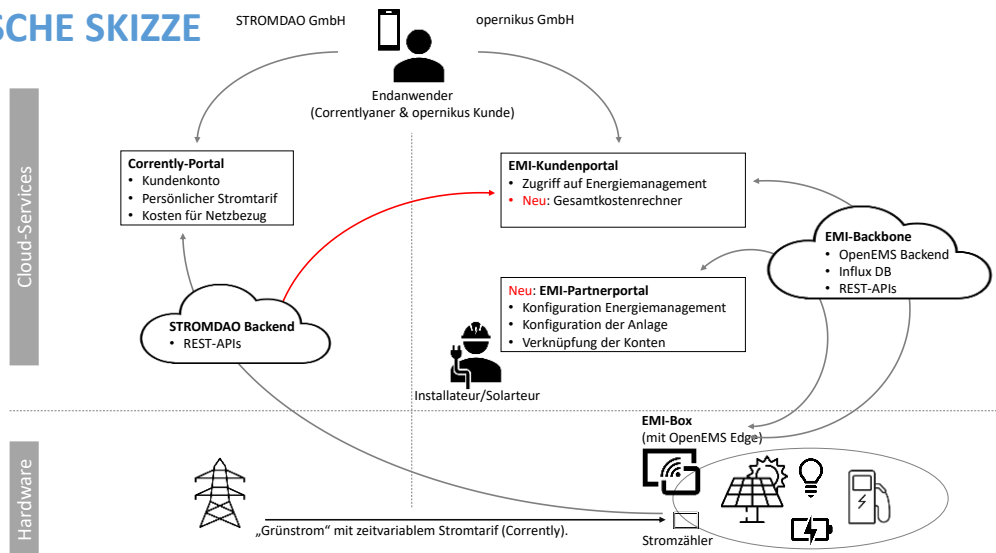 SCHE SKIZZE
STROMDAO GmbH
opernikus GmbH
Endanwender
(Correntlyaner & opernikus Kunde)
Cloud-Services
Corrently-Portal
• Kundenkonto
• Persönlicher Stromtarif
• Kosten für Netzbezug
EMI-Kundenportal
• Zugriff auf Energiemanagement
• Neu: Gesamtkostenrechner
EMI-Backbone
• OpenEMS Backend
• Influx DB
• REST-APIs
Neu: EMI-Partnerportal
• Konfiguration Energiemanagement
• Konfiguration der Anlage
• Verknüpfung der Konten
STROMDAO Backend
• REST-APIs
Installateur/Solarteur
Hardware
EMI-Box
(mit OpenEMS Edge)
„Grünstrom“ mit zeitvariablem Stromtarif (Corrently).
Stromzähler